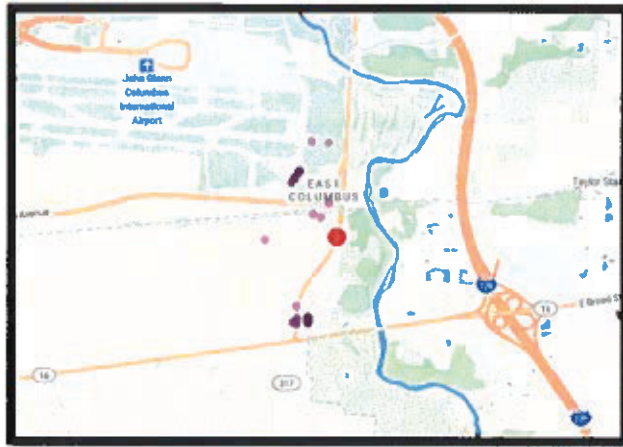 John Glenn
Columbus
International
Airport
EAST
COLUMBUS
Avenue
Taylor Sta
270
16
E Broad St
16
317
270